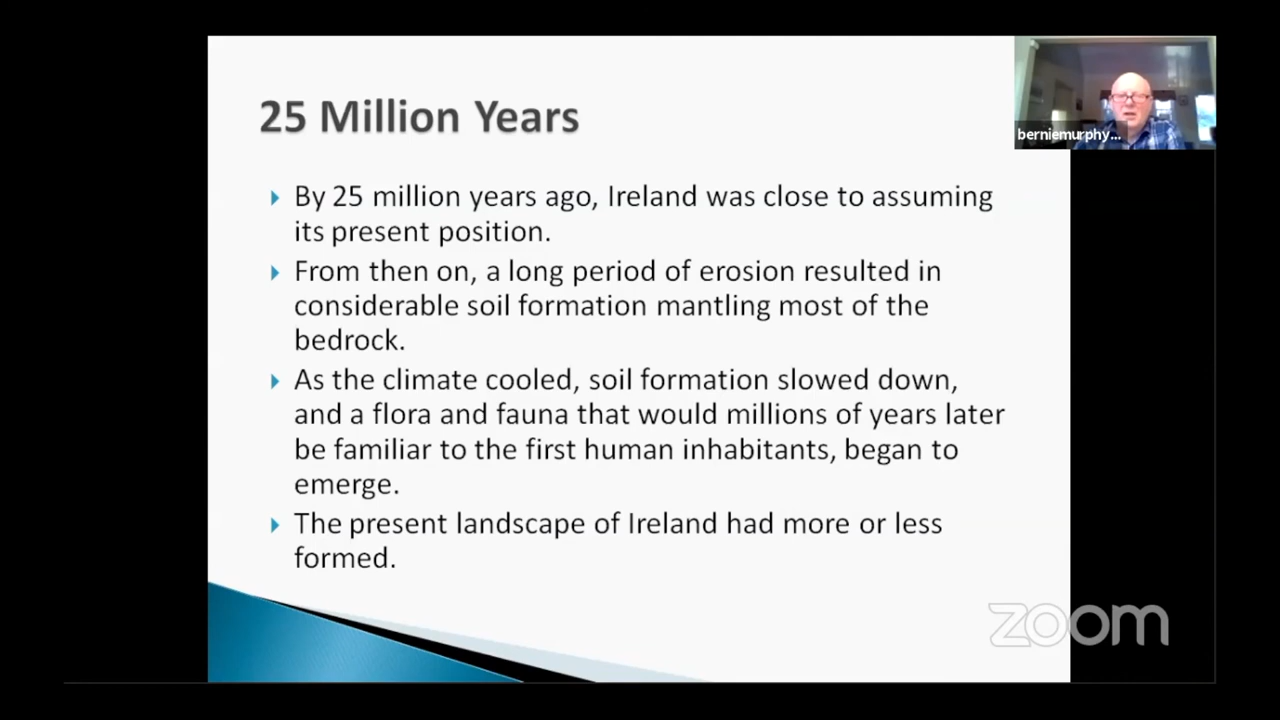 25 Million Years
berniemurphy...
By 25 million years ago, Ireland was close to assuming
its present position.
From then on, a long period of erosion resulted in
considerable soil formation mantling most of the
bedrock.
As the climate cooled, soil formation slowed down,
and a flora and fauna that would millions of years later
be familiar to the first human inhabitants, began to
emerge.
The present landscape of Ireland had more or less
formed.
zoom